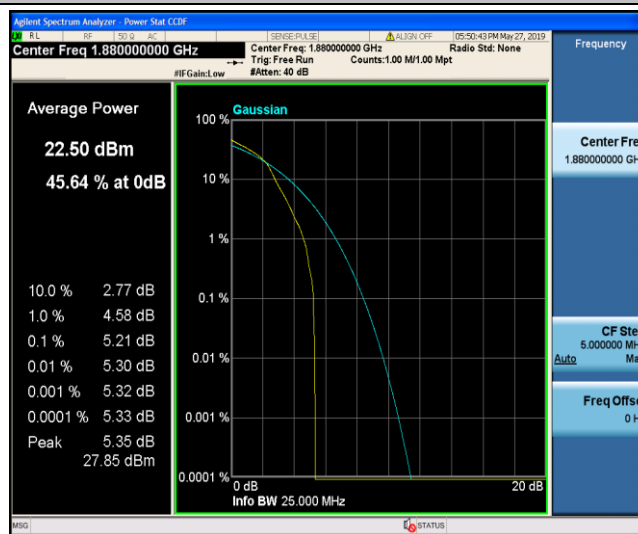 Agilent Spectrum Analyzer - Power Stat CCDF
RL RF 50 Ω AC SENSE:PULSE ALIGN OFF 05:50:43 PM May 27, 2019
Center Freq 1.880000000 GHz
Center Freq: 1.880000000 GHz Radio Std: None
Trig: Free Run Counts:1.00 M/1.00 Mpt
#IFGain:Low #Atten: 40 dB
Frequency
Average Power
22.50 dBm
45.64 % at 0dB
10.0 % 2.77 dB
1.0 % 4.58 dB
0.1 % 5.21 dB
0.01 % 5.30 dB
0.001 % 5.32 dB
0.0001 % 5.33 dB
Peak 5.35 dB
27.85 dBm
Gaussian
100 %
10 %
1 %
0.1 %
0.01 %
0.001 %
0.0001 %
0 dB 20 dB
Info BW 25.000 MHz
Center Fre
1.880000000 GH
CF Ste
5.000000 MH
Auto Ma
Freq Offse
0 H
MSG STATUS